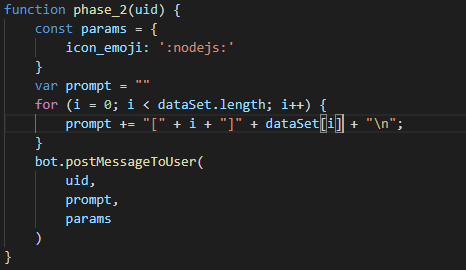 function phase_2(uid) {
    const params = {
        icon_emoji: ':nodejs:'
    }
    var prompt = ""
    for (i = 0; i < dataSet.length; i++) {
        prompt += "[" + i + "]" + dataSet[i] + "\n";
    }
    bot.postMessageToUser(
        uid,
        prompt,
        params
    )
}